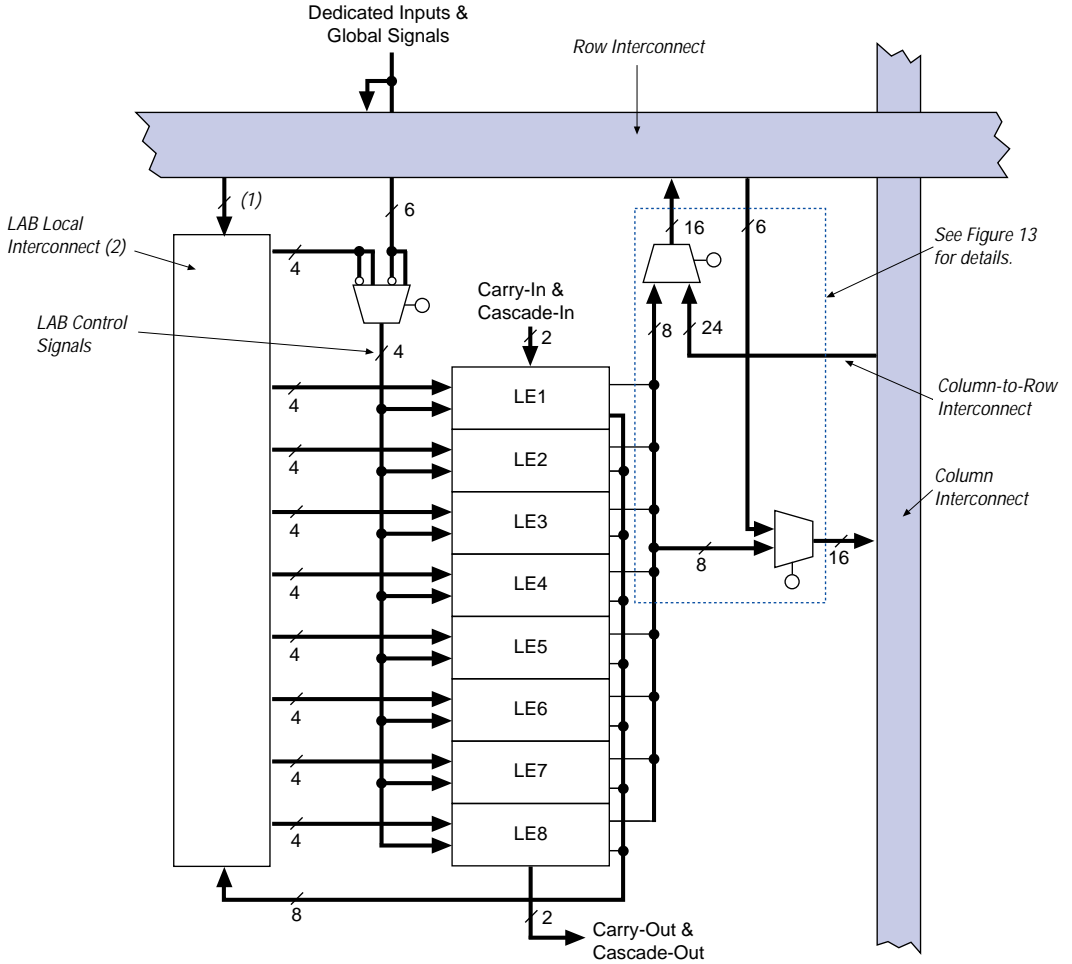 Dedicated Inputs &
Global Signals
Row Interconnect
(1)
6
LAB Local
Interconnect (2)
16
6
See Figure 13
for details.
4
Carry-In &
Cascade-In
LAB Control
Signals
4
2
8
24
Column-to-Row
Interconnect
LE1
4
LE2
4
Column
Interconnect
LE3
4
8
16
LE4
4
LE5
4
LE6
4
LE7
4
LE8
4
8
2
Carry-Out &
Cascade-Out